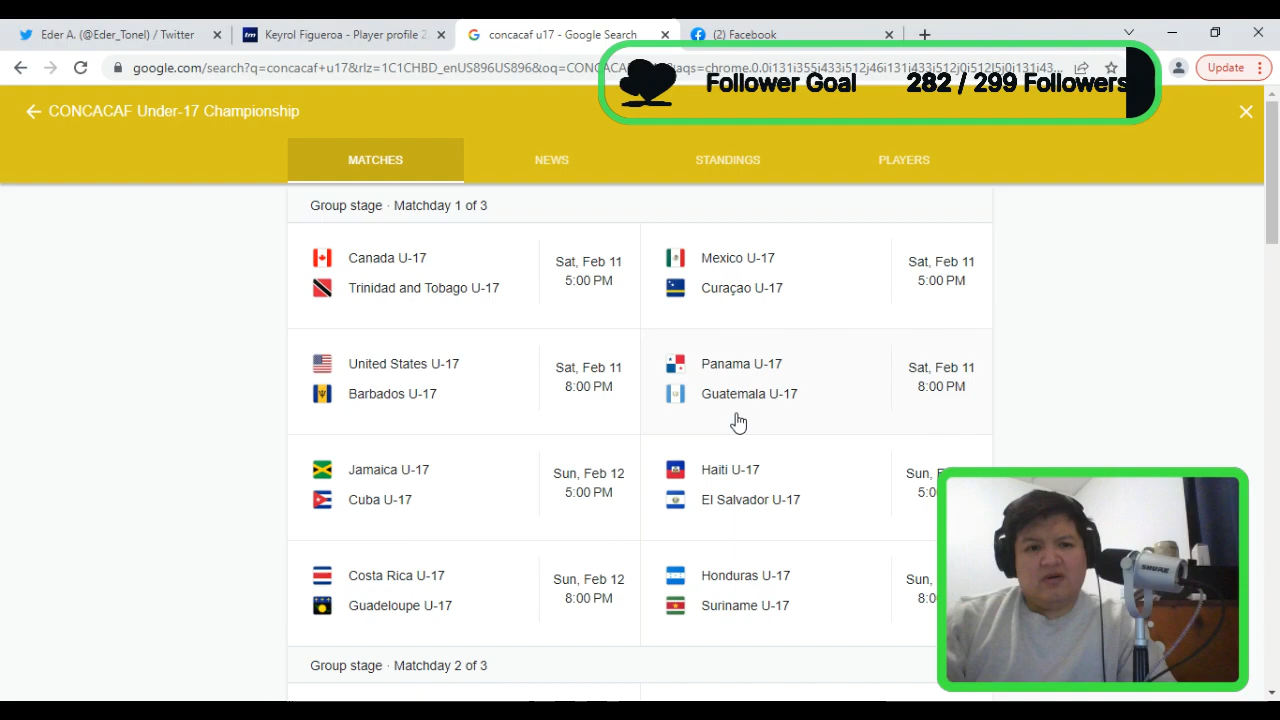 Eder A. (@Eder_Tonel) / Twitter
Keyrol Figueroa - Player profile 2
concacaf u17 - Google Search
(2) Facebook
google.com/search?q=concacaf+u17&rlz=1C1CHBD_enUS896US896&oq=CONCACAF
Update
Follower Goal 282 / 299 Followers
CONCACAF Under-17 Championship
MATCHES NEWS STANDINGS PLAYERS
Group stage · Matchday 1 of 3
Canada U-17
Trinidad and Tobago U-17
Sat, Feb 11
5:00 PM
Mexico U-17
Curaçao U-17
Sat, Feb 11
5:00 PM
United States U-17
Barbados U-17
Sat, Feb 11
8:00 PM
Panama U-17
Guatemala U-17
Sat, Feb 11
8:00 PM
Jamaica U-17
Cuba U-17
Sun, Feb 12
5:00 PM
Haiti U-17
El Salvador U-17
Sun,
Costa Rica U-17
Guadeloupe U-17
Sun, Feb 12
8:00 PM
Honduras U-17
Suriname U-17
Sun,
Group stage · Matchday 2 of 3
SHURE